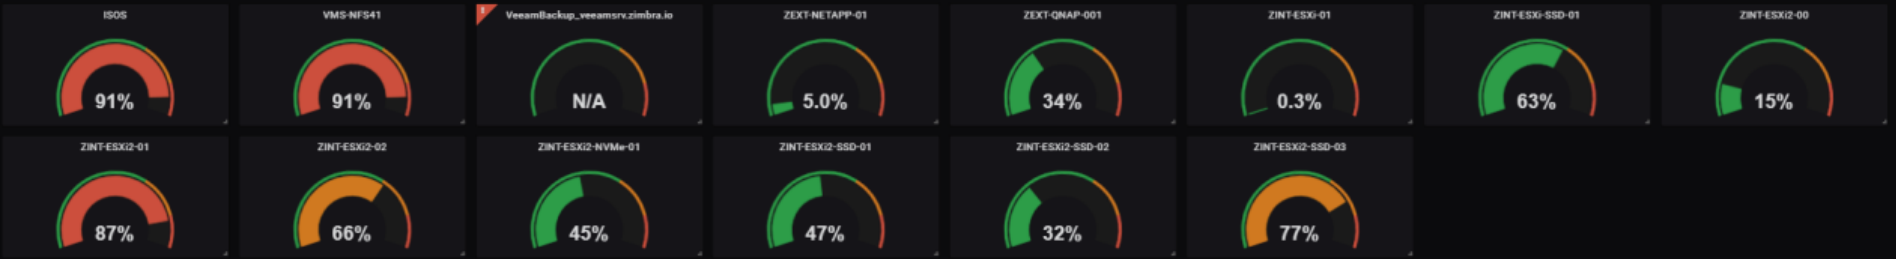 ISOS
91%
VMS-NFS41
91%
VeeamBackup_veeamsrv.zimbra.io
N/A
ZEXT-NETAPP-01
5.0%
ZEXT-QNAP-001
34%
ZINT-ESXi-01
0.3%
ZINT-ESXi-SSD-01
63%
ZINT-ESXi2-00
15%
ZINT-ESXi2-01
87%
ZINT-ESXi2-02
66%
ZINT-ESXi2-NVMe-01
45%
ZINT-ESXi2-SSD-01
47%
ZINT-ESXi2-SSD-02
32%
ZINT-ESXi2-SSD-03
77%